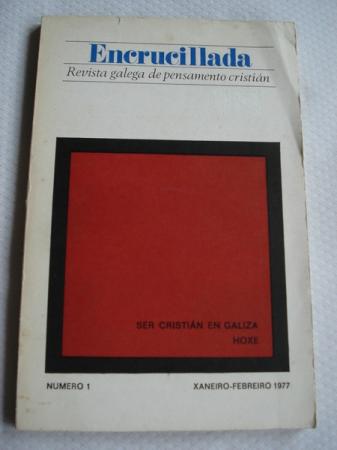 Encrucillada
Revista galega de pensamento cristián
SER CRISTIÁN EN GALIZA
HOXE
NUMERO 1 XANEIRO-FEBREIRO 1977